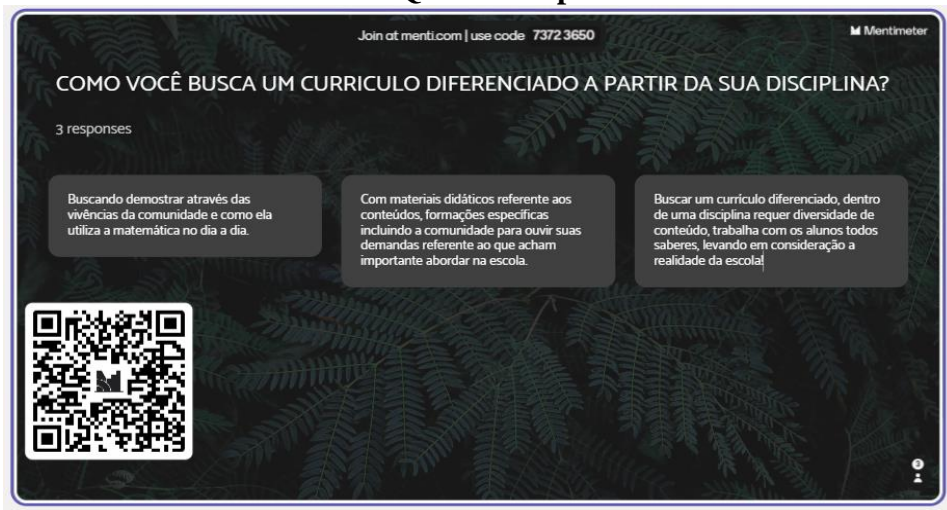 Join at menti.com | use code 7372 3650
Mentimeter
COMO VOCÊ BUSCA UM CURRICULO DIFERENCIADO A PARTIR DA SUA DISCIPLINA?
3 responses
Buscando demostrar através das
vivências da comunidade e como ela
utiliza a matemática no dia a dia.
Com materiais didáticos referente aos
conteúdos, formações específicas
incluindo a comunidade para ouvir suas
demandas referente ao que acham
importante abordar na escola.
Buscar um currículo diferenciado, dentro
de uma disciplina requer diversidade de
conteúdo, trabalha com os alunos todos
saberes, levando em consideração a
realidade da escola!
3